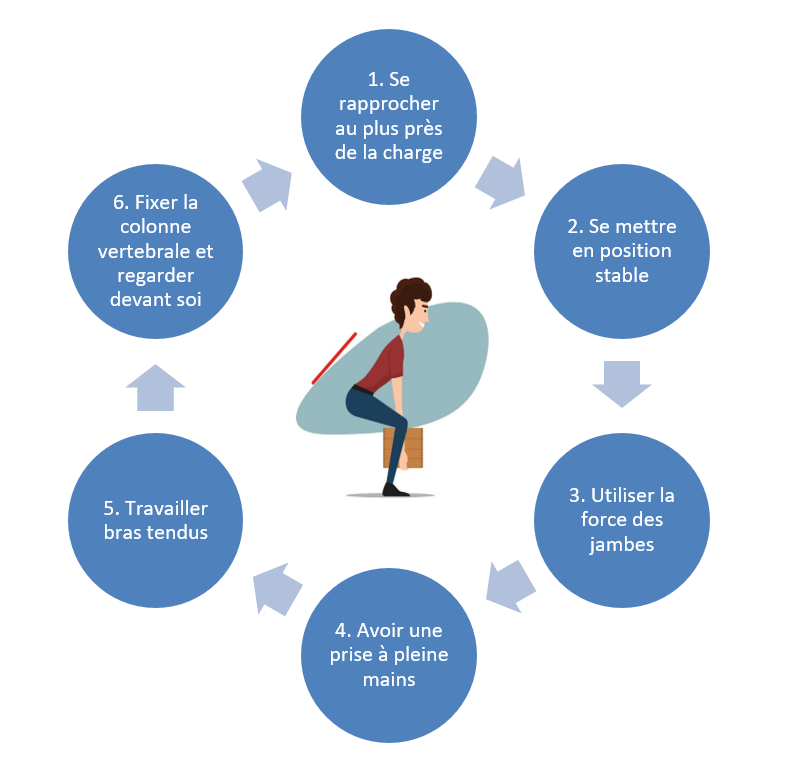 1. Se
rapprocher
au plus près
de la charge
2. Se mettre
en position
stable
3. Utiliser la
force des
jambes
4. Avoir une
prise à pleine
mains
5. Travailler
bras tendus
6. Fixer la
colonne
vertebrale et
regarder
devant soi